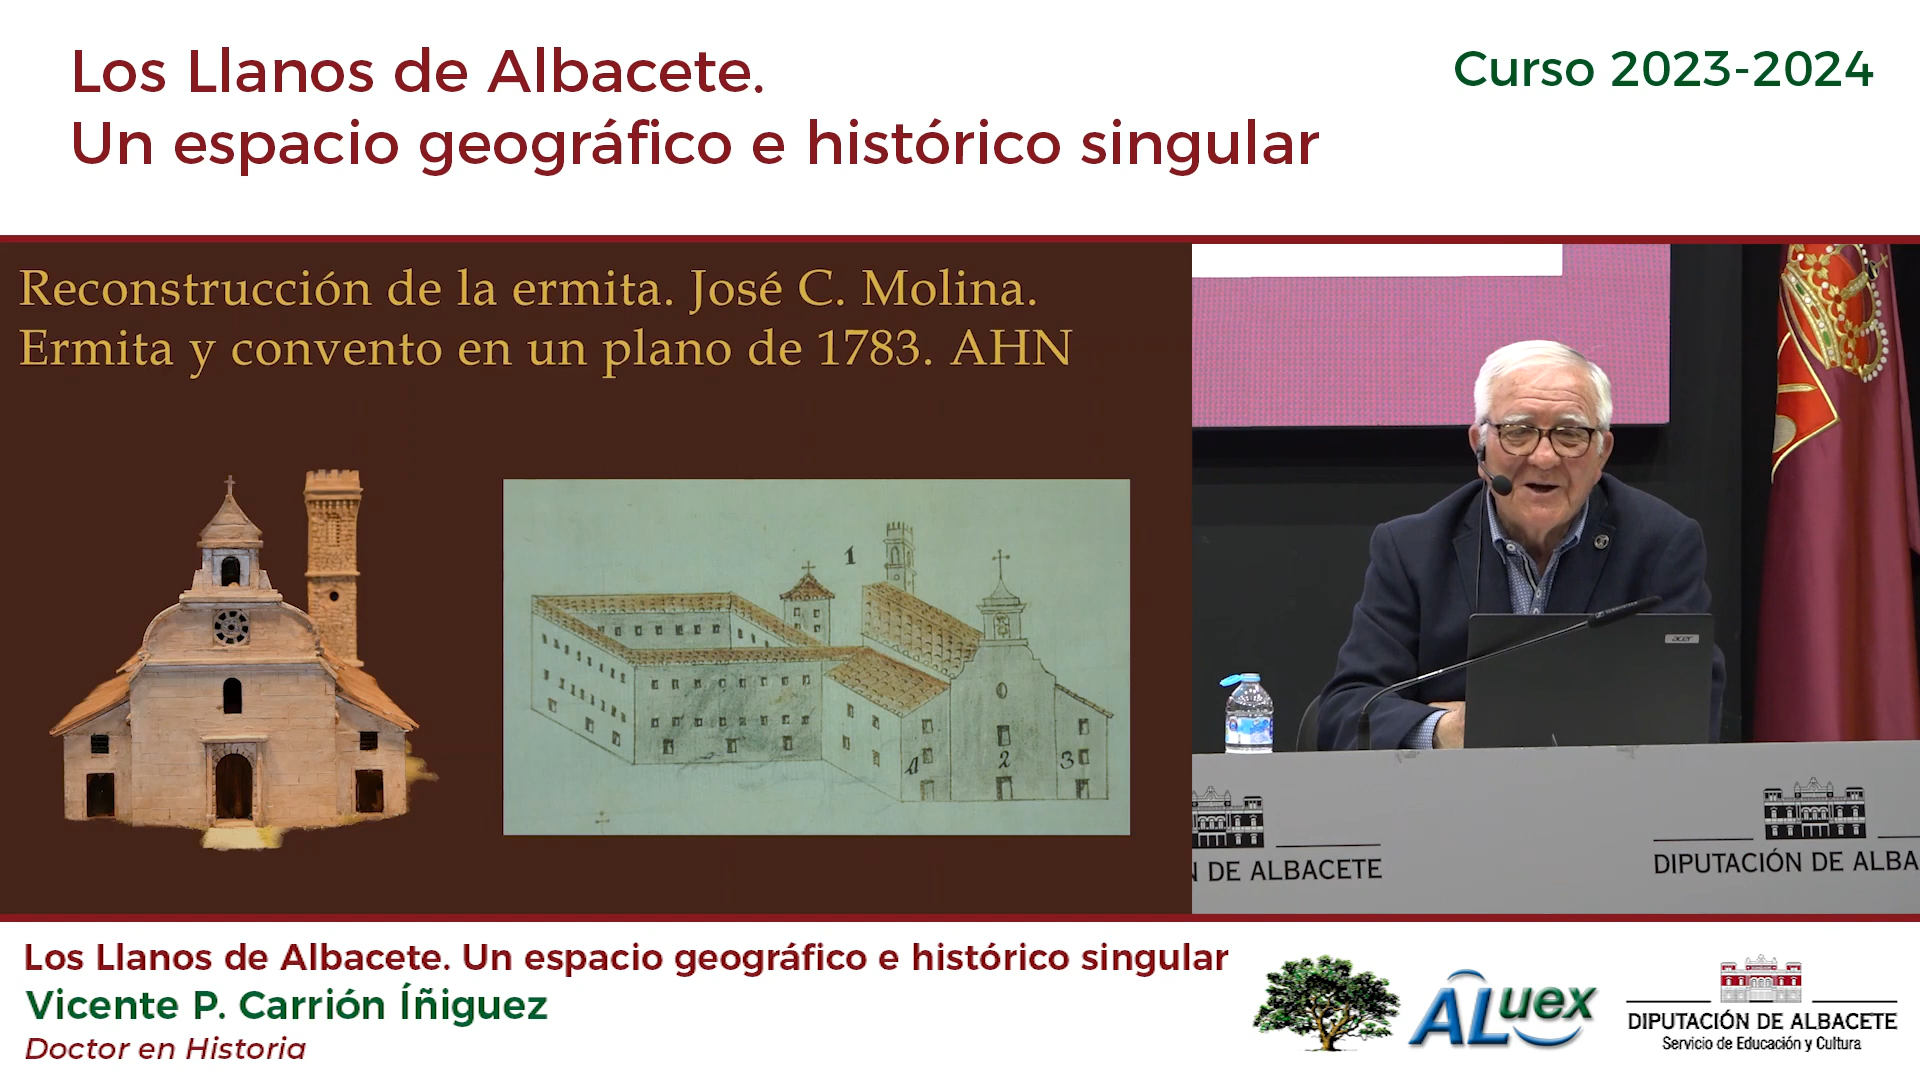 Los Llanos de Albacete.
Un espacio geográfico e histórico singular
Curso 2023-2024
Reconstrucción de la ermita. José C. Molina.
Ermita y convento en un plano de 1783. AHN
1
4
2
3
acer
N DE ALBACETE
DIPUTACIÓN DE ALBA
Los Llanos de Albacete. Un espacio geográfico e histórico singular
Vicente P. Carrión Íñiguez
Doctor en Historia
ALuex
DIPUTACIÓN DE ALBACETE
Servicio de Educación y Cultura